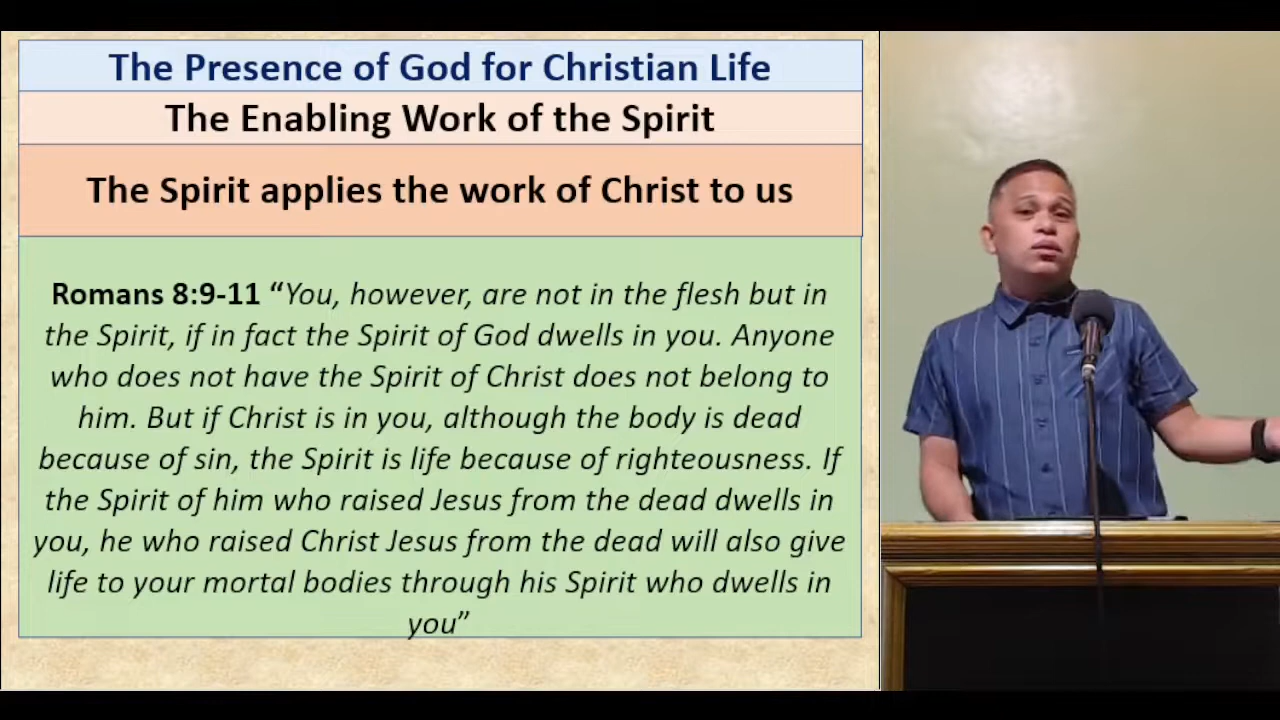 The Presence of God for Christian Life
The Enabling Work of the Spirit
The Spirit applies the work of Christ to us
Romans 8:9-11 “You, however, are not in the flesh but in
the Spirit, if in fact the Spirit of God dwells in you. Anyone
who does not have the Spirit of Christ does not belong to
him. But if Christ is in you, although the body is dead
because of sin, the Spirit is life because of righteousness. If
the Spirit of him who raised Jesus from the dead dwells in
you, he who raised Christ Jesus from the dead will also give
life to your mortal bodies through his Spirit who dwells in
you”